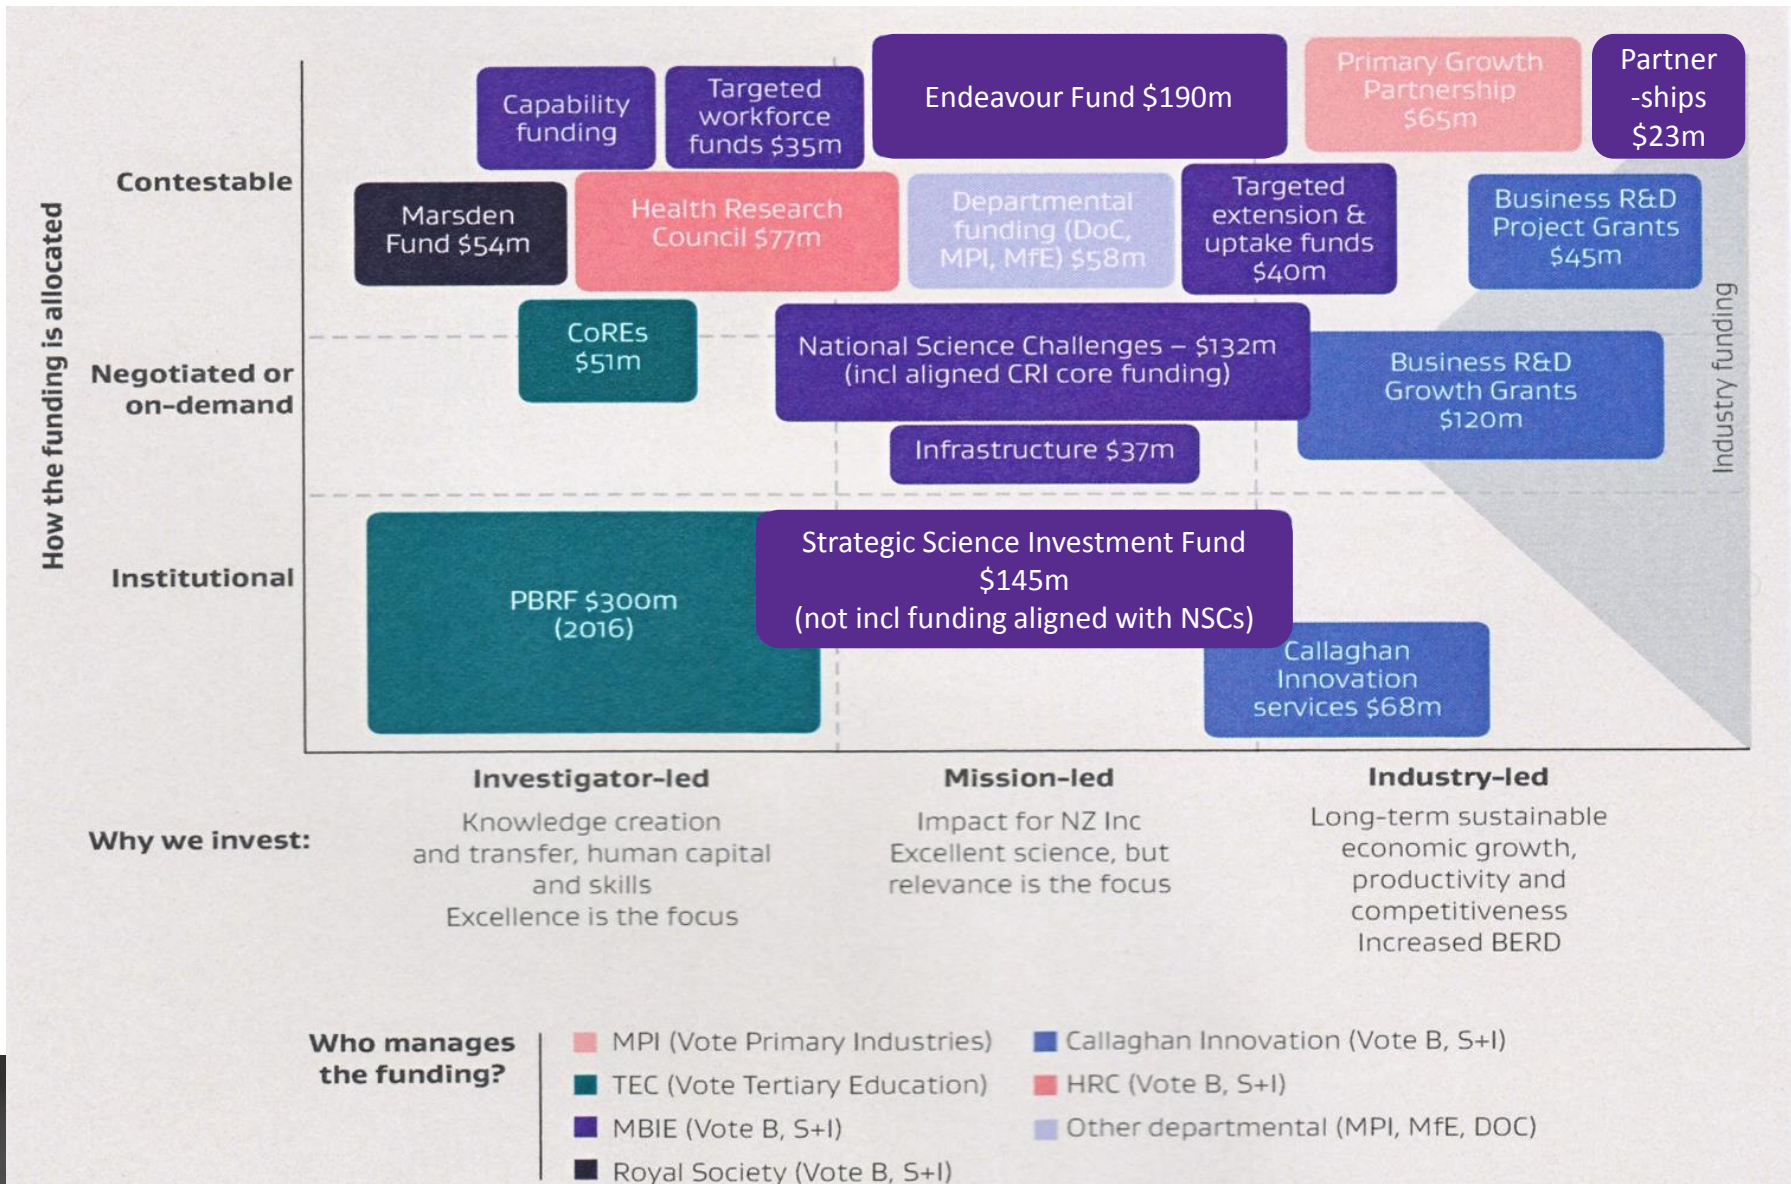 How the funding is allocated
Contestable
Negotiated or
on-demand
Institutional
Capability
funding
Targeted
workforce
funds $35m
Endeavour Fund $190m
Primary Growth
Partnership
$65m
Partner
-ships
$23m
Marsden
Fund $54m
Health Research
Council $77m
Departmental
funding (DoC,
MPI, MfE) $58m
Targeted
extension &
uptake funds
$40m
Business R&D
Project Grants
$45m
CoREs
$51m
National Science Challenges – $132m
(incl aligned CRI core funding)
Business R&D
Growth Grants
$120m
Industry funding
Infrastructure $37m
PBRF $300m
(2016)
Strategic Science Investment Fund
$145m
(not incl funding aligned with NSCs)
Callaghan
Innovation
services $68m
Why we invest:
Investigator-led
Knowledge creation
and transfer, human capital
and skills
Excellence is the focus
Mission-led
Impact for NZ Inc
Excellent science, but
relevance is the focus
Industry-led
Long-term sustainable
economic growth,
productivity and
competitiveness
Increased BERD
Who manages
the funding?
MPI (Vote Primary Industries)
TEC (Vote Tertiary Education)
MBIE (Vote B, S+I)
Royal Society (Vote B, S+I)
Callaghan Innovation (Vote B, S+I)
HRC (Vote B, S+I)
Other departmental (MPI, MfE, DOC)